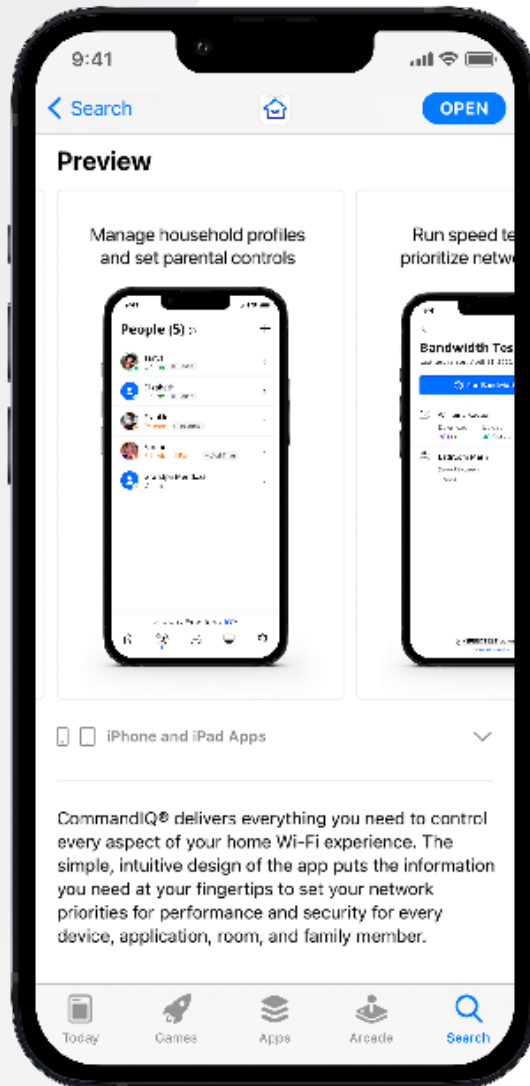 9:41
Search
OPEN
Preview
Manage household profiles
and set parental controls
Run speed te
prioritize netw
People (5)
Elizabeth
Bandwidth Tes
iPhone and iPad Apps
CommandIQ® delivers everything you need to control
every aspect of your home Wi-Fi experience. The
simple, intuitive design of the app puts the information
you need at your fingertips to set your network
priorities for performance and security for every
device, application, room, and family member.
Today
Games
Apps
Arcade
Search